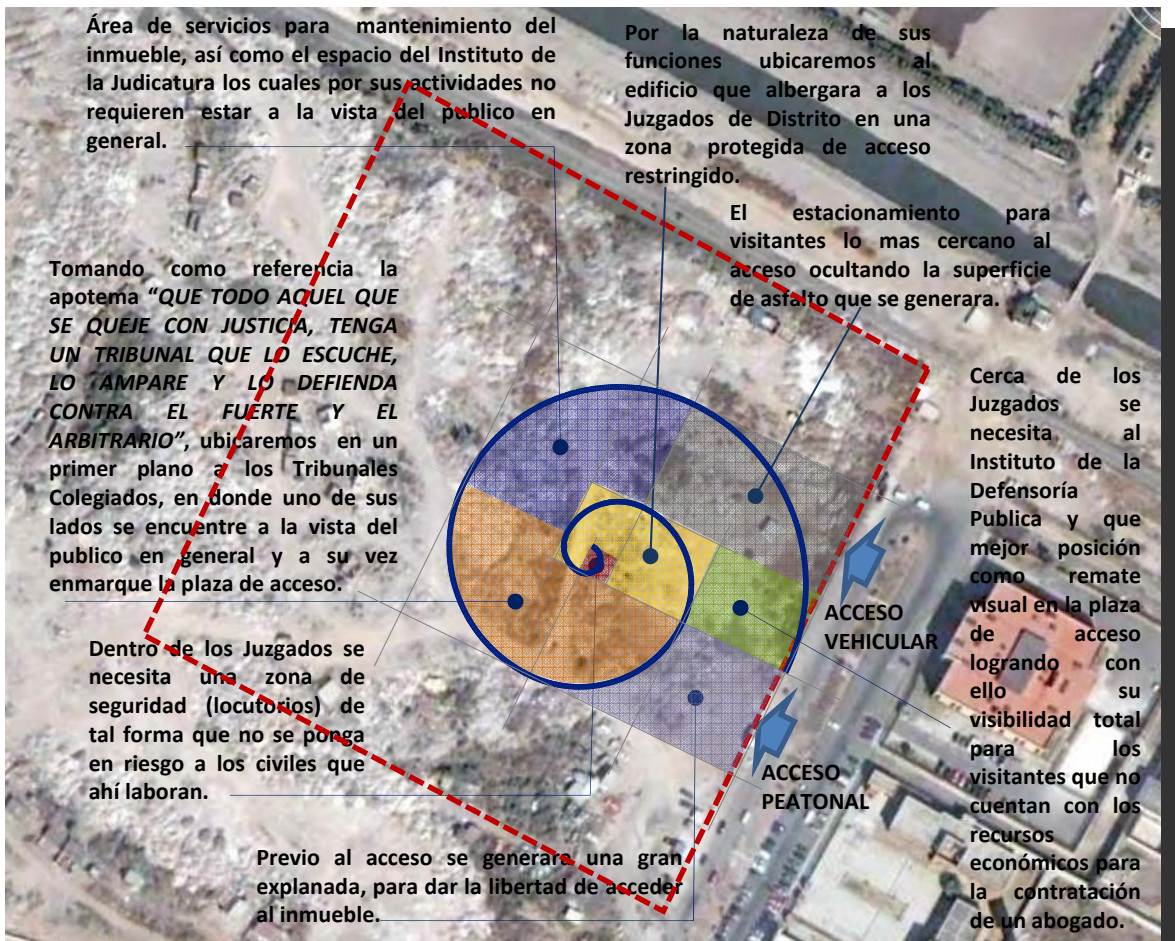 Área de servicios para mantenimiento del
inmueble, así como el espacio del Instituto de
la Judicatura los cuales por sus actividades no
requieren estar a la vista del publico en
general.
Por la naturaleza de sus
funciones ubicaremos al
edificio que albergara a los
Juzgados de Distrito en una
zona protegida de acceso
restringido.
El estacionamiento para
visitantes lo mas cercano al
acceso ocultando la superficie
de asfalto que se generara.
Tomando como referencia la
apotema “QUE TODO AQUEL QUE
SE QUEJE CON JUSTICIA, TENGA
UN TRIBUNAL QUE LO ESCUCHE,
LO AMPARE Y LO DEFIENDA
CONTRA EL FUERTE Y EL
ARBITRARIO”, ubicaremos en un
primer plano a los Tribunales
Colegiados, en donde uno de sus
lados se encuentre a la vista del
publico en general y a su vez
enmarque la plaza de acceso.
Cerca de los
Juzgados se
necesita al
Instituto de la
Defensoría
Publica y que
mejor posición
como remate
visual en la plaza
de acceso
logrando con
ello su
visibilidad total
para los
visitantes que no
cuentan con los
recursos
económicos para
la contratación
de un abogado.
ACCESO
VEHICULAR
Dentro de los Juzgados se
necesita una zona de
seguridad (locutorios) de
tal forma que no se ponga
en riesgo a los civiles que
ahí laboran.
ACCESO
PEATONAL
Previo al acceso se generara una gran
explanada, para dar la libertad de acceder
al inmueble.